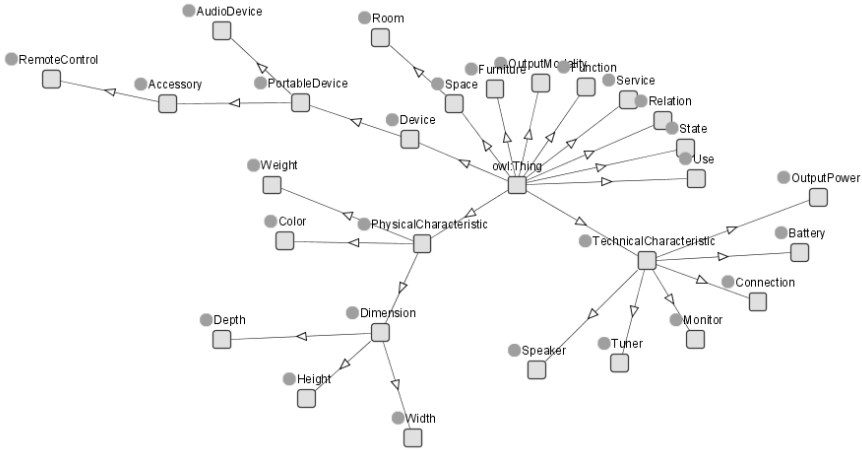 AudioDevice
Room
RemoteControl
Accessory
PortableDevice
Space
Furniture
OutputModality
Function
Service
Relation
State
Use
Device
owl:Thing
Weight
OutputPower
Color
PhysicalCharacteristic
TechnicalCharacteristic
Battery
Connection
Depth
Dimension
Monitor
Speaker
Tuner
Height
Width